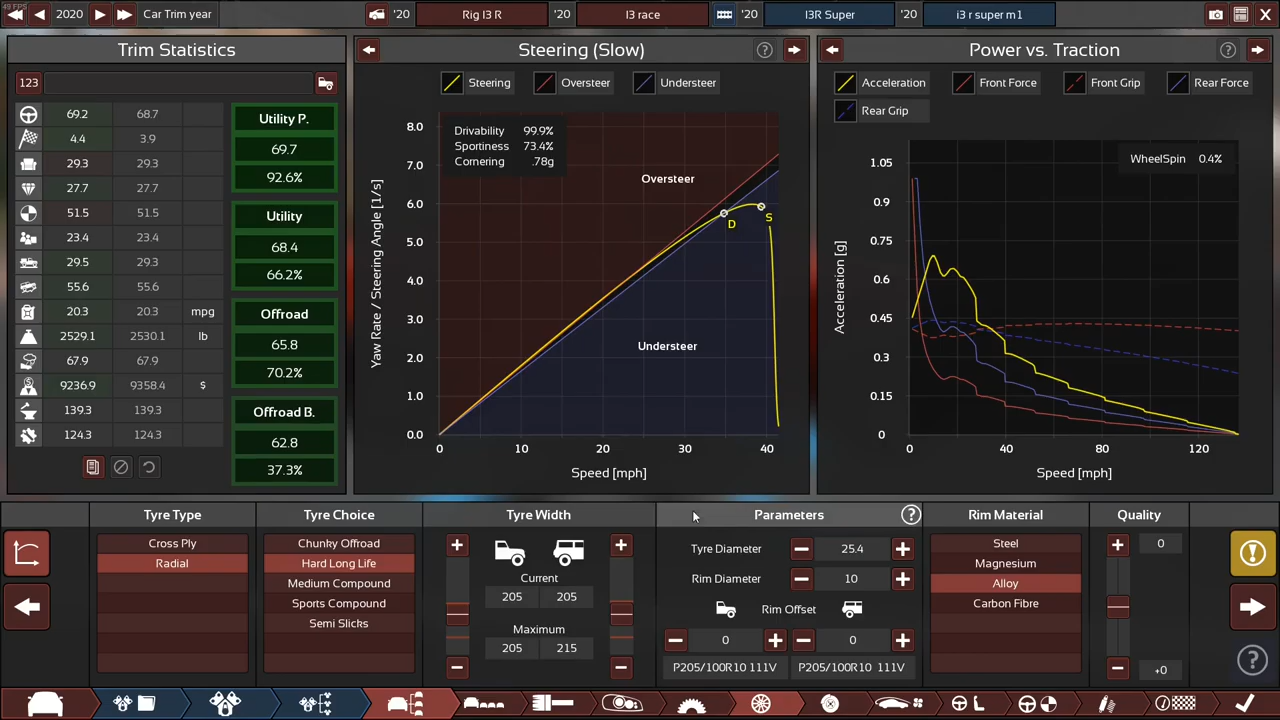 49 FPS
2020
Car Trim year
'20
Rig I3 R
'20
I3 race
'20
I3R Super
'20
i3 r super m1
Trim Statistics
123
69.2 68.7
4.4 3.9
29.3 29.3
27.7 27.7
51.5 51.5
23.4 23.4
29.5 29.3
55.6 55.6
20.3 20.3 mpg
2529.1 2530.1 lb
67.9 67.9
9236.9 9358.4 $
139.3 139.3
124.3 124.3
Utility P.
69.7
92.6%
Utility
68.4
66.2%
Offroad
65.8
70.2%
Offroad B.
62.8
37.3%
Steering (Slow)
?
Steering
Oversteer
Understeer
Drivability 99.9%
Sportiness 73.4%
Cornering .78g
Oversteer
Understeer
D
S
Yaw Rate / Steering Angle [1/s]
8.0
7.0
6.0
5.0
4.0
3.0
2.0
1.0
0.0
0 10 20 30 40
Speed [mph]
Power vs. Traction
?
Acceleration
Front Force
Front Grip
Rear Force
Rear Grip
WheelSpin 0.4%
Acceleration [g]
1.05
0.9
0.75
0.6
0.45
0.3
0.15
0
0 40 80 120
Speed [mph]
Tyre Type
Cross Ply
Radial
Tyre Choice
Chunky Offroad
Hard Long Life
Medium Compound
Sports Compound
Semi Slicks
Tyre Width
+ +
Current
205 205
Maximum
205 215
- -
Parameters
?
Tyre Diameter - 25.4 +
Rim Diameter - 10 +
Rim Offset
- 0 + - 0 +
P205/100R10 111V P205/100R10 111V
Rim Material
Steel
Magnesium
Alloy
Carbon Fibre
Quality
+ 0
- +0
!
?